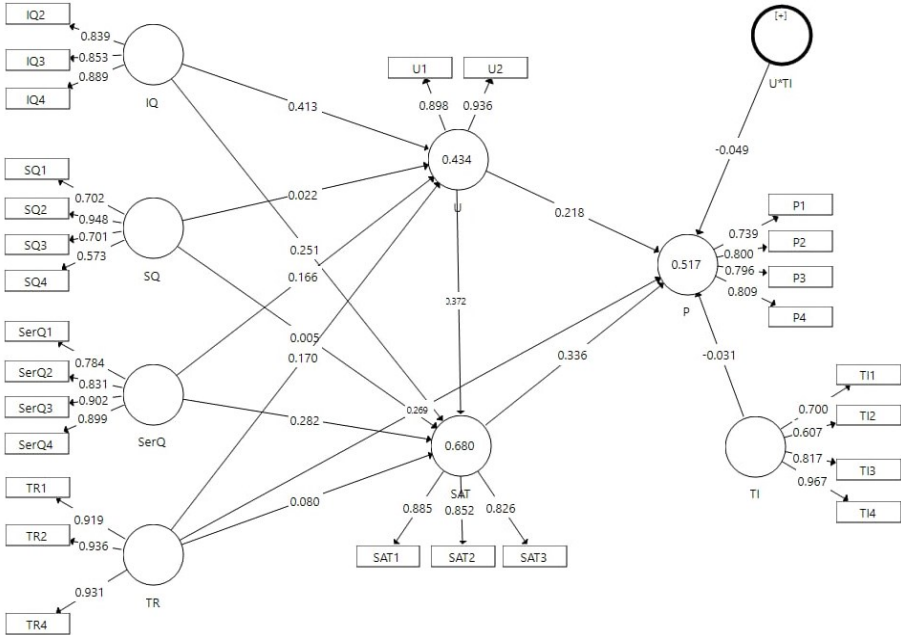 IQ2
0.839
IQ3
0.853
0.889
IQ4
IQ
[+]
U*TI
U1
U2
0.898
0.936
0.413
0.434
U
-0.049
SQ1
0.702
SQ2
0.948
SQ3
0.701
0.573
SQ4
SQ
0.022
0.218
P1
0.739
P2
0.800
0.796
P3
0.809
P4
0.517
P
0.251
0.166
0.372
0.005
0.170
0.336
-0.031
SerQ1
0.784
SerQ2
0.831
SerQ3
0.902
0.899
SerQ4
SerQ
0.269
0.282
0.680
SAT
TI1
0.700
TI2
0.607
0.817
TI3
0.967
TI4
TI
TR1
0.919
TR2
0.936
0.931
TR4
TR
0.080
0.885
0.852
0.826
SAT1
SAT2
SAT3